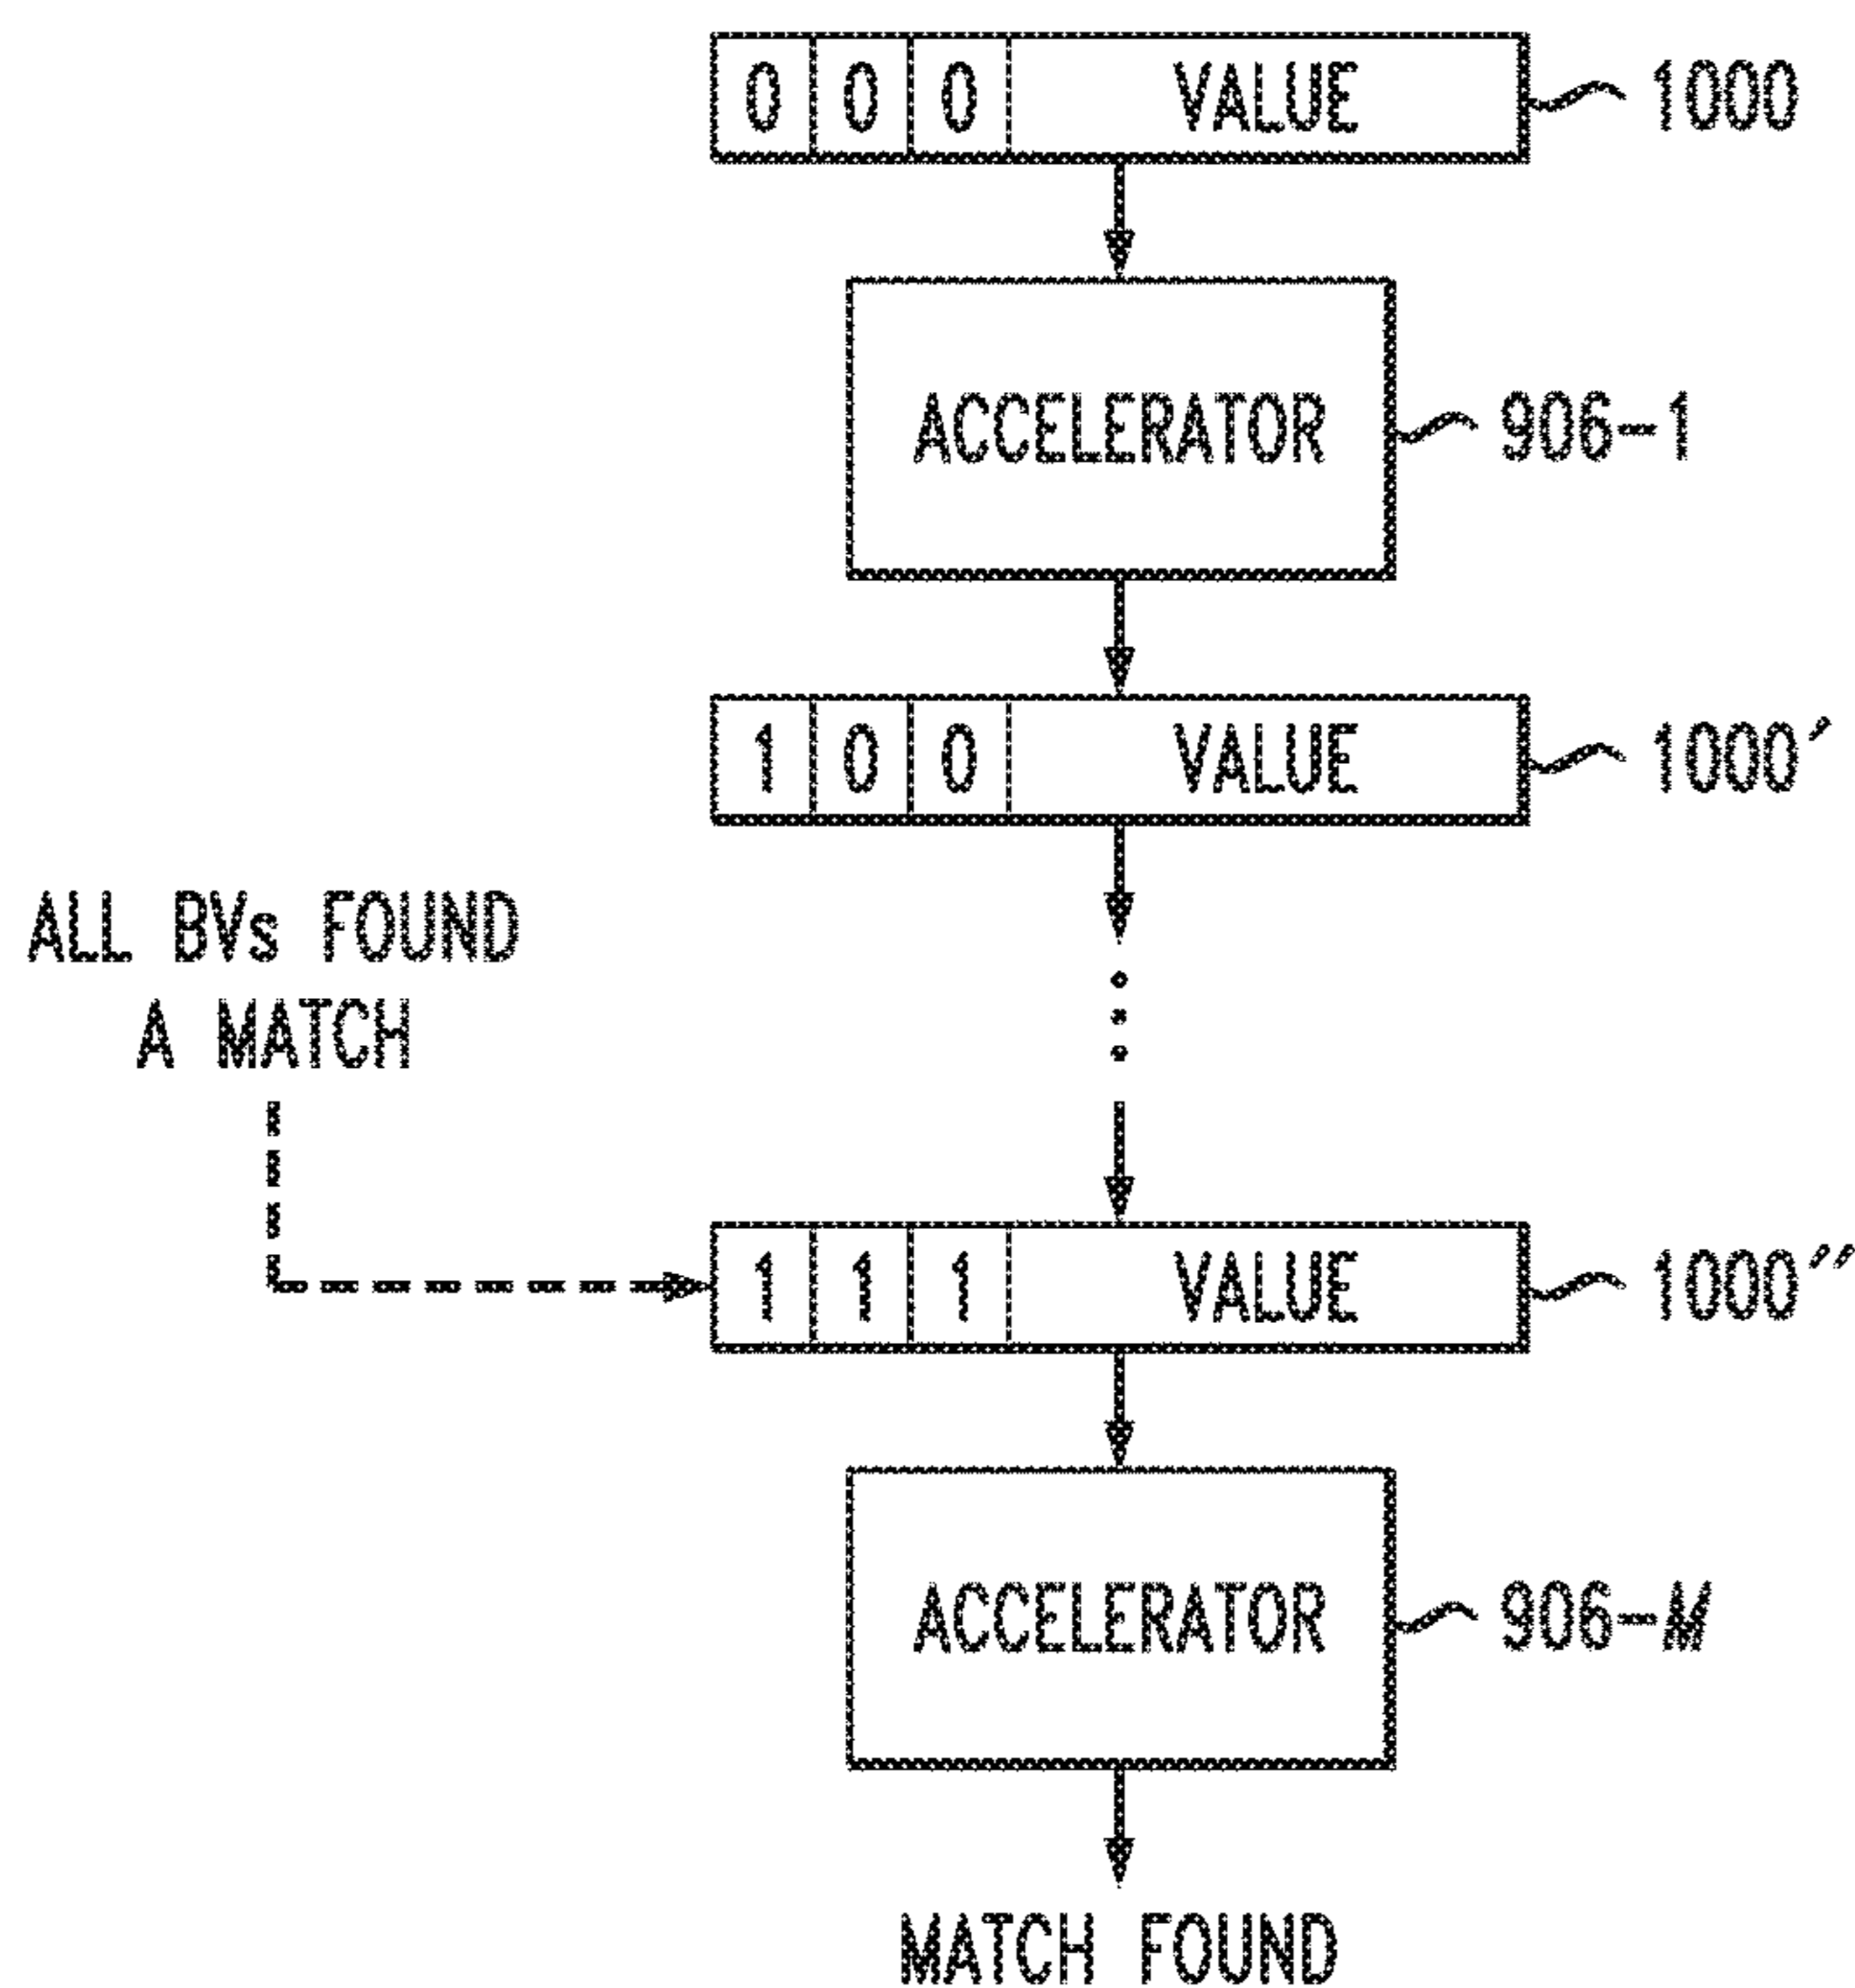 0 0 0 VALUE 1000
ACCELERATOR 906-1
1 0 0 VALUE 1000′
ALL BVs FOUND
A MATCH
1 1 1 VALUE 1000″
ACCELERATOR 906-M
MATCH FOUND